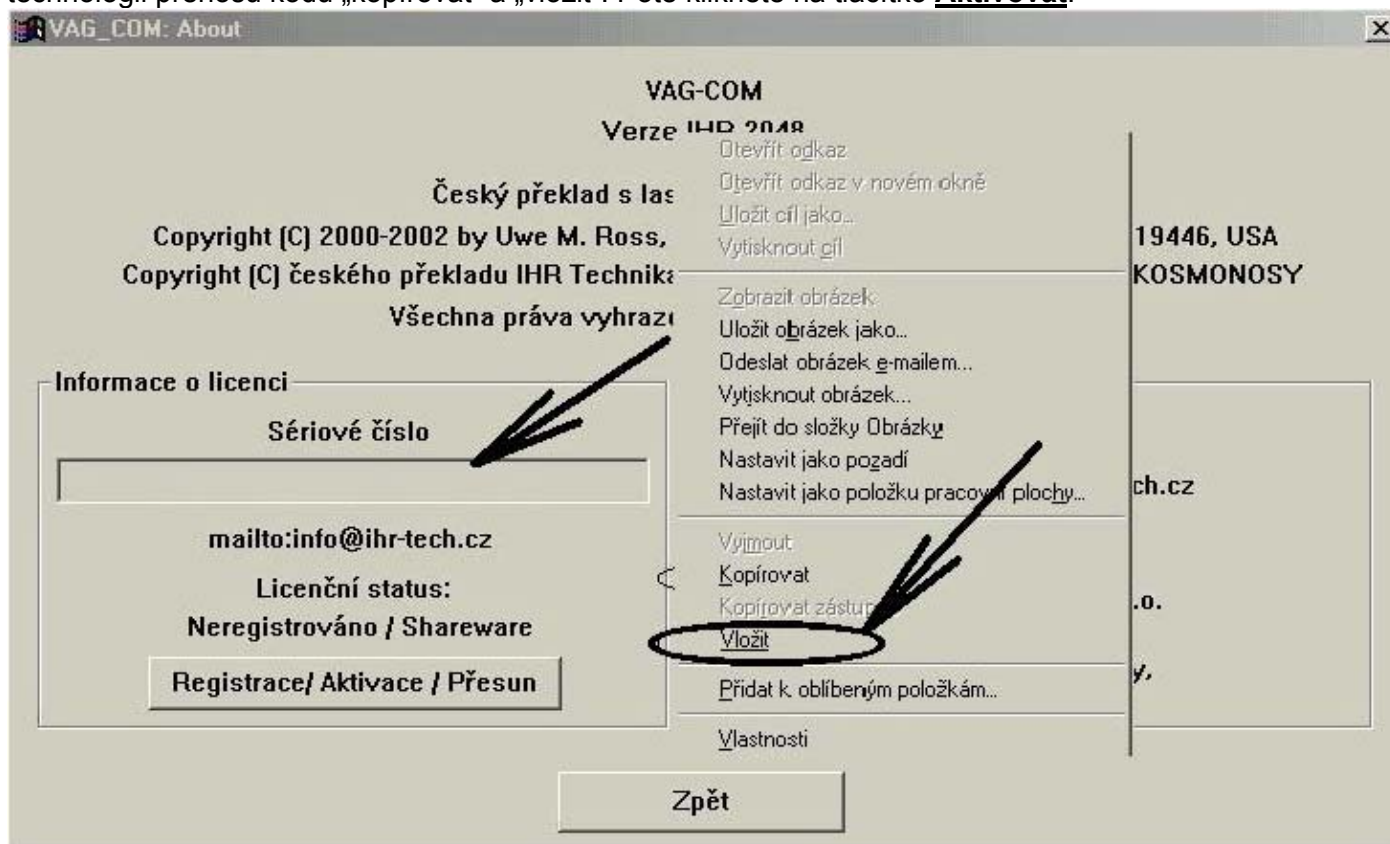 VAG_COM: About
VAG-COM
Verze IHR 2048
Český překlad s las
Copyright (C) 2000-2002 by Uwe M. Ross,
19446, USA
Copyright (C) českého překladu IHR Technika
KOSMONOSY
Všechna práva
Informace o licenci
Sériové číslo
mailto:info@ihr-tech.cz
Licenční status:
Neregistrováno / Shareware
Registrace/ Aktivace / Přesun
Otevřít odkaz
Otevřít odkaz v novém okně
Uložit cíl jako...
Vytisknout cíl
Zobrazit obrázek
Uložit obrázek jako...
Odeslat obrázek e-mailem...
Vytisknout obrázek...
Přejít do složky Obrázky
Nastavit jako pozadí
Nastavit jako položku pracovní plochy...
Vyjmout
Kopírovat
Kopírovat
Vložit
Přidat k oblíbeným položkám...
Vlastnosti
ch.cz
.o.
y,
Zpět